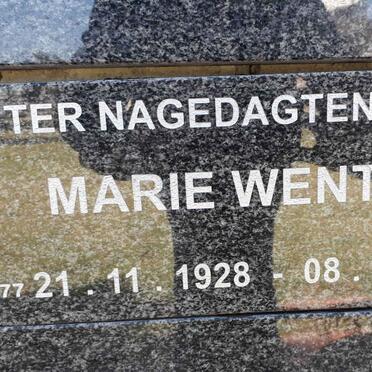 TER NAGEDAGTEN
MARIE WENT
77 21 . 11 . 1928 - 08 .